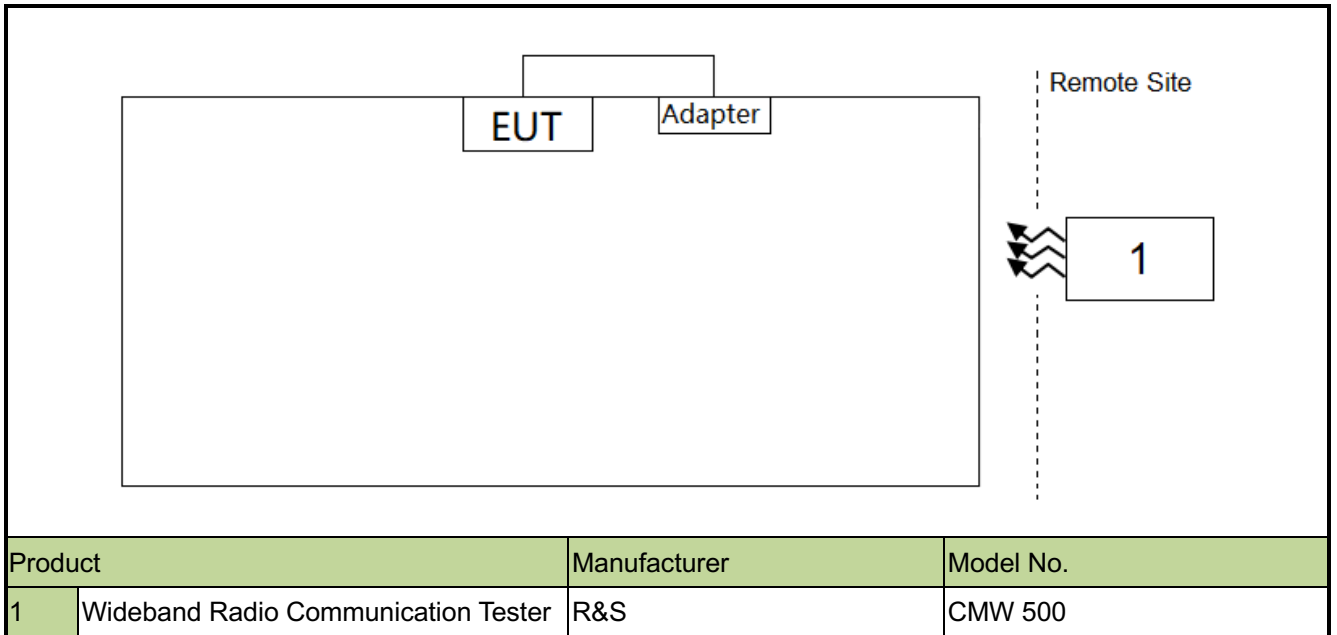 Remote Site
EUT
Adapter
1
Product Manufacturer Model No.
1 Wideband Radio Communication Tester R&S CMW 500